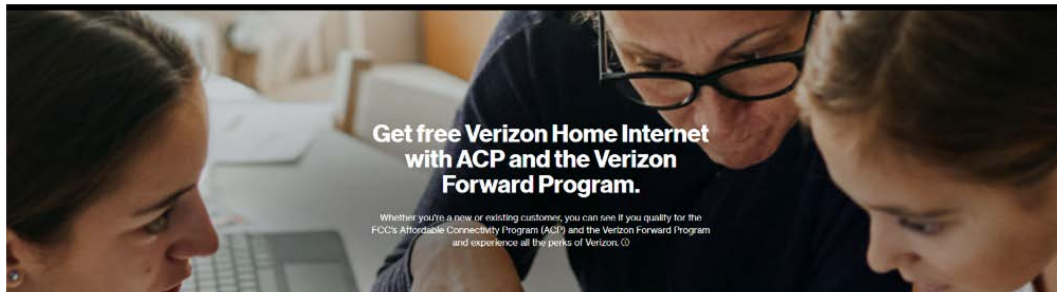 Get free Verizon Home Internet
with ACP and the Verizon
Forward Program.
Whether you're a new or existing customer, you can see if you qualify for the
FCC's Affordable Connectivity Program (ACP) and the Verizon Forward Program
and experience all the perks of Verizon.